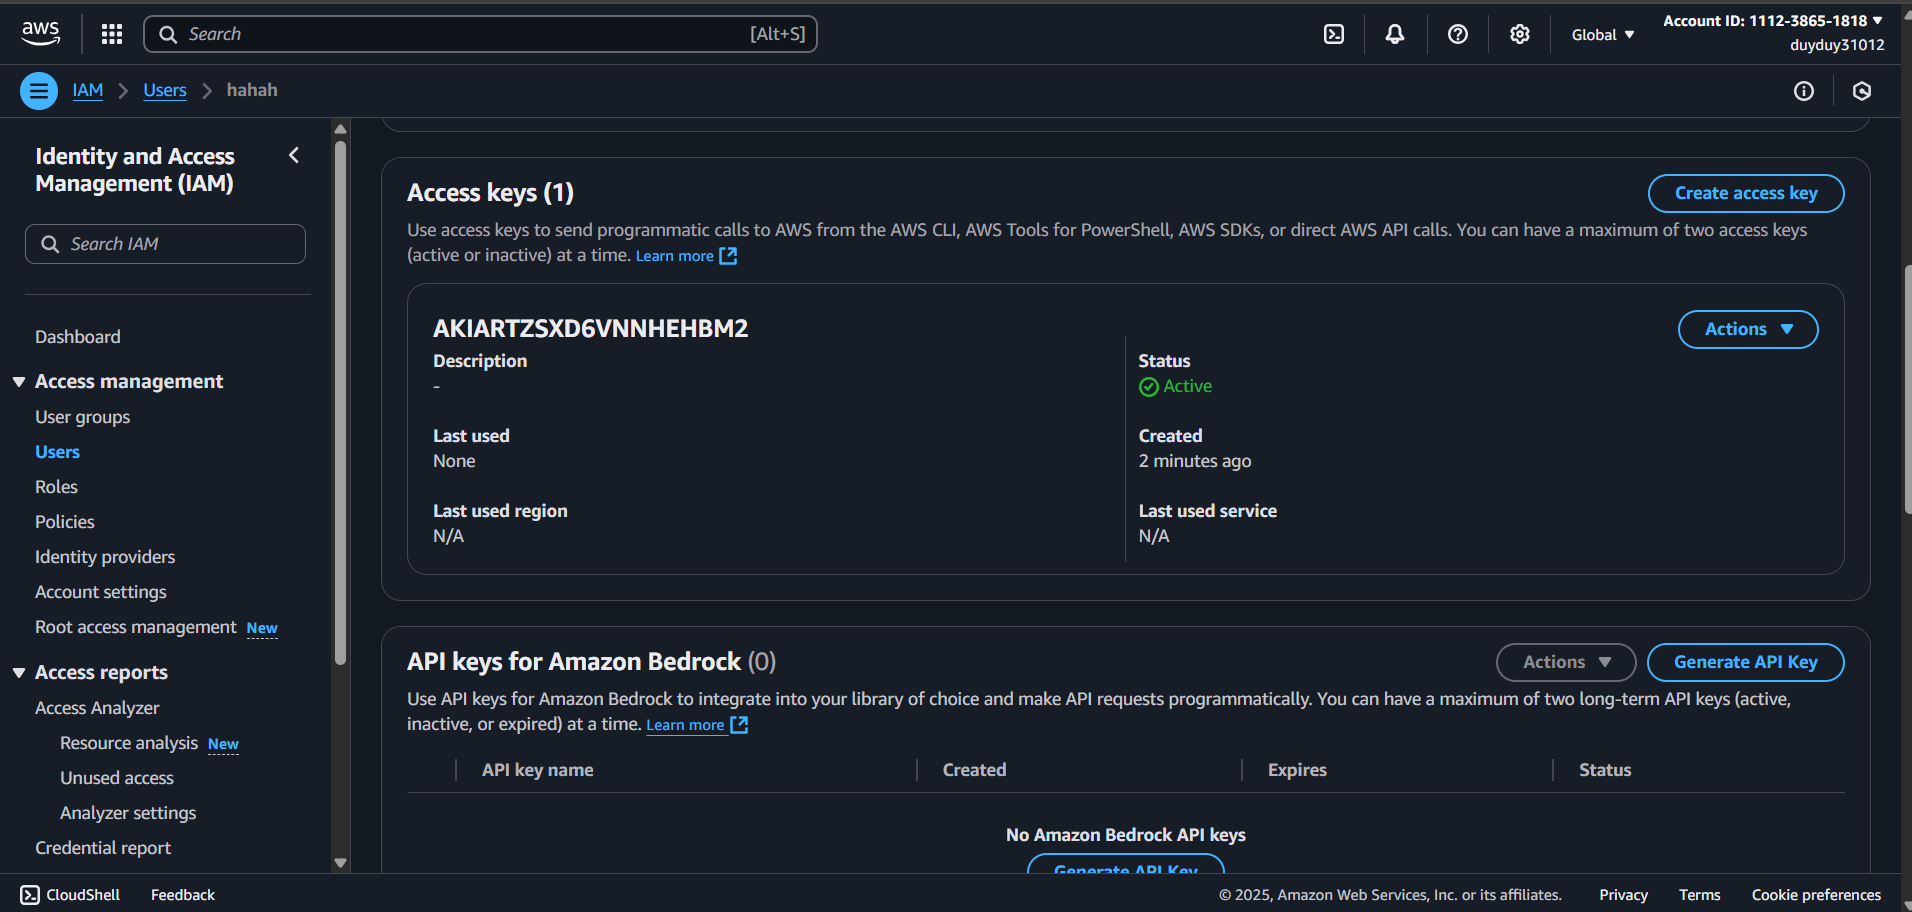 aws
Search
[Alt+S]
Global
Account ID: 1112-3865-1818
duyduy31012
IAM
Users
hahah
Identity and Access
Management (IAM)
Search IAM
Dashboard
Access management
User groups
Users
Roles
Policies
Identity providers
Account settings
Root access management New
Access reports
Access Analyzer
Resource analysis New
Unused access
Analyzer settings
Credential report
Access keys (1)
Create access key
Use access keys to send programmatic calls to AWS from the AWS CLI, AWS Tools for PowerShell, AWS SDKs, or direct AWS API calls. You can have a maximum of two access keys
(active or inactive) at a time. Learn more
AKIARTZSXD6VNNHEHBM2
Actions
Description
-
Status
Active
Last used
None
Created
2 minutes ago
Last used region
N/A
Last used service
N/A
API keys for Amazon Bedrock (0)
Actions
Generate API Key
Use API keys for Amazon Bedrock to integrate into your library of choice and make API requests programmatically. You can have a maximum of two long-term API keys (active,
inactive, or expired) at a time. Learn more
API key name
Created
Expires
Status
No Amazon Bedrock API keys
Generate API Key
CloudShell
Feedback
© 2025, Amazon Web Services, Inc. or its affiliates.
Privacy
Terms
Cookie preferences